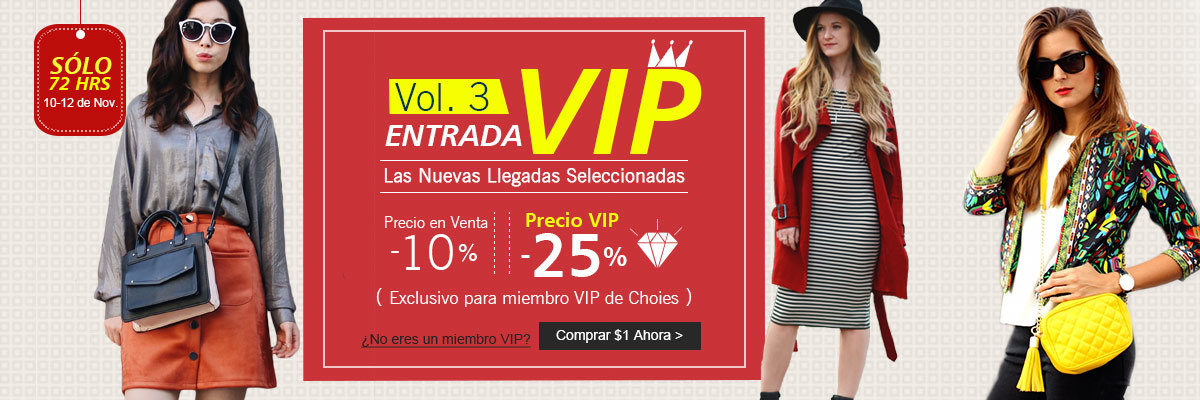 SÓLO
72 HRS
10-12 de Nov.
Vol. 3
ENTRADA VIP
Las Nuevas Llegadas Seleccionadas
Precio en Venta
-10%
Precio VIP
-25%
( Exclusivo para miembro VIP de Choies )
¿No eres un miembro VIP?
Comprar $1 Ahora >